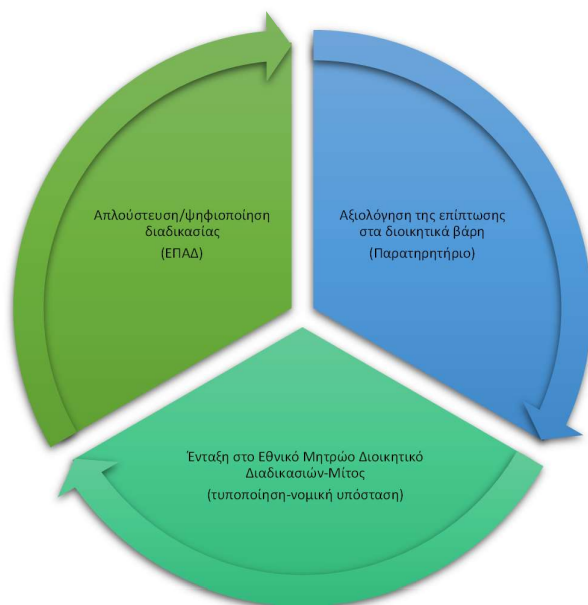 Απλούστευση/ψηφιοποίηση
διαδικασίας
(ΕΠΑΔ)
Αξιολόγηση της επίπτωσης
στα διοικητικά βάρη
(Παρατηρητήριο)
Ένταξη στο Εθνικό Μητρώο Διοικητικό
Διαδικασιών-Μίτος
(τυποποίηση-νομική υπόσταση)